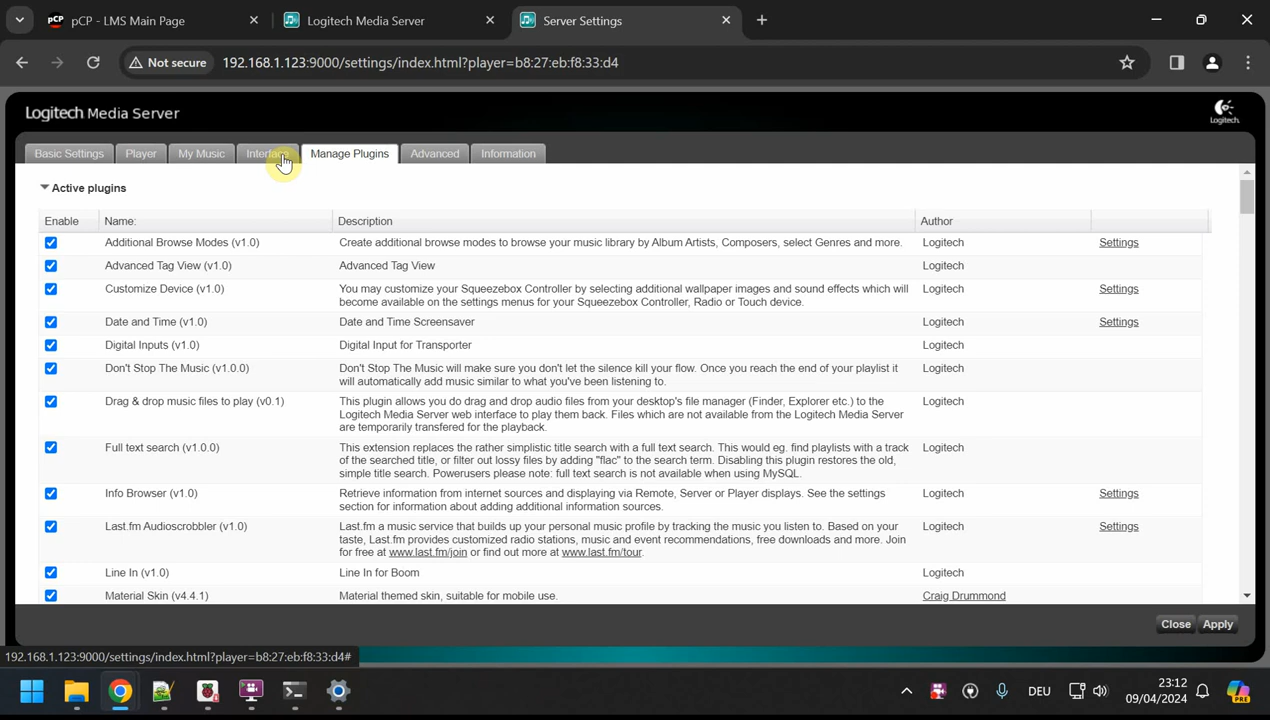 pCP - LMS Main Page
Logitech Media Server
Server Settings
Not secure
192.168.1.123:9000/settings/index.html?player=b8:27:eb:f8:33:d4
Logitech Media Server
Logitech
Basic Settings
Player
My Music
Interface
Manage Plugins
Advanced
Information
Active plugins
Enable Name: Description Author
Additional Browse Modes (v1.0) Create additional browse modes to browse your music library by Album Artists, Composers, select Genres and more. Logitech Settings
Advanced Tag View (v1.0) Advanced Tag View Logitech
Customize Device (v1.0) You may customize your Squeezebox Controller by selecting additional wallpaper images and sound effects which will Logitech Settings
become available on the settings menus for your Squeezebox Controller, Radio or Touch device.
Date and Time (v1.0) Date and Time Screensaver Logitech Settings
Digital Inputs (v1.0) Digital Input for Transporter Logitech
Don't Stop The Music (v1.0.0) Don't Stop The Music will make sure you don't let the silence kill your flow. Once you reach the end of your playlist it Logitech
will automatically add music similar to what you've been listening to.
Drag & drop music files to play (v0.1) This plugin allows you do drag and drop audio files from your desktop's file manager (Finder, Explorer etc.) to the Logitech
Logitech Media Server web interface to play them back. Files which are not available from the Logitech Media Server
are temporarily transfered for the playback.
Full text search (v1.0.0) This extension replaces the rather simplistic title search with a full text search. This would eg. find playlists with a track Logitech
of the searched title, or filter out lossy files by adding "flac" to the search term. Disabling this plugin restores the old,
simple title search. Powerusers please note: full text search is not available when using MySQL.
Info Browser (v1.0) Retrieve information from internet sources and displaying via Remote, Server or Player displays. See the settings Logitech Settings
section for information about adding additional information sources.
Last.fm Audioscrobbler (v1.0) Last.fm a music service that builds up your personal music profile by tracking the music you listen to. Based on your Logitech Settings
taste, Last.fm provides customized radio stations, music and event recommendations, free downloads and more. Join
for free at www.last.fm/join or find out more at www.last.fm/tour.
Line In (v1.0) Line In for Boom Logitech
Material Skin (v4.4.1) Material themed skin, suitable for mobile use. Craig Drummond
Close Apply
192.168.1.123:9000/settings/index.html?player=b8:27:eb:f8:33:d4#
DEU
23:12
09/04/2024
PRE